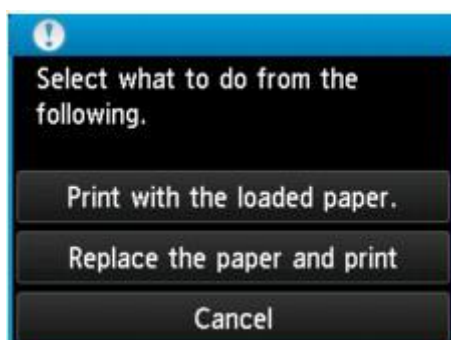 Select what to do from the
following.
Print with the loaded paper.
Replace the paper and print
Cancel